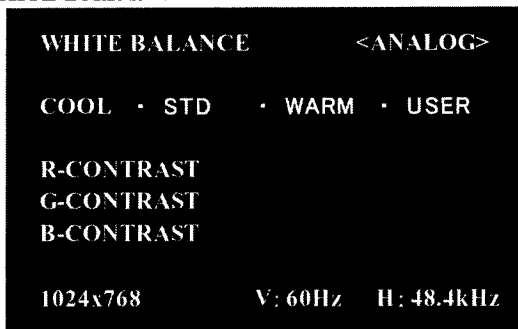 WHITE BALANCE <ANALOG>
COOL · STD · WARM · USER
R-CONTRAST
G-CONTRAST
B-CONTRAST
1024x768 V: 60Hz H: 48.4kHz